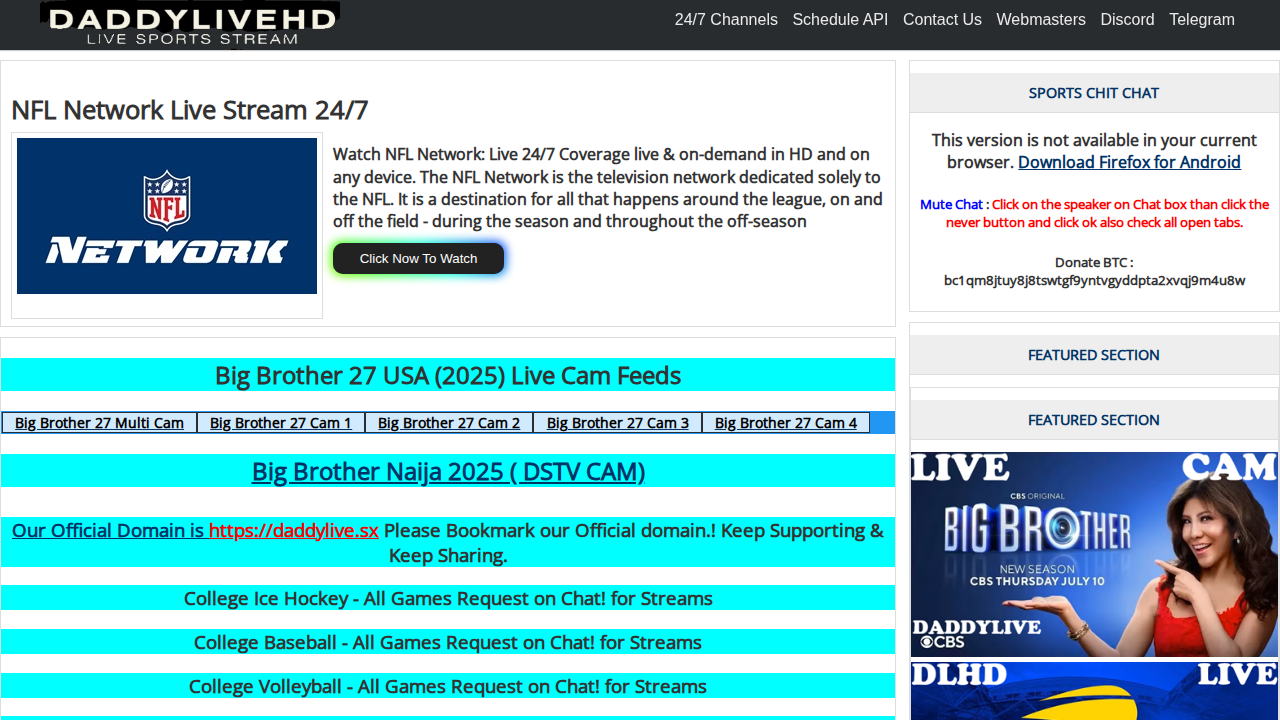 DADDYLIVEHD
LIVE SPORTS STREAM
24/7 Channels Schedule API Contact Us Webmasters Discord Telegram
NFL Network Live Stream 24/7
NFL
NETWORK
Watch NFL Network: Live 24/7 Coverage live & on-demand in HD and on
any device. The NFL Network is the television network dedicated solely to
the NFL. It is a destination for all that happens around the league, on and
off the field - during the season and throughout the off-season
Click Now To Watch
Big Brother 27 USA (2025) Live Cam Feeds
Big Brother 27 Multi Cam Big Brother 27 Cam 1 Big Brother 27 Cam 2 Big Brother 27 Cam 3 Big Brother 27 Cam 4
Big Brother Naija 2025 ( DSTV CAM)
Our Official Domain is https://daddylive.sx Please Bookmark our Official domain.! Keep Supporting &
Keep Sharing.
College Ice Hockey - All Games Request on Chat! for Streams
College Baseball - All Games Request on Chat! for Streams
College Volleyball - All Games Request on Chat! for Streams
SPORTS CHIT CHAT
This version is not available in your current
browser. Download Firefox for Android
Mute Chat : Click on the speaker on Chat box than click the
never button and click ok also check all open tabs.
Donate BTC :
bc1qm8jtuy8j8tswtgf9yntvgyddpta2xvqj9m4u8w
FEATURED SECTION
FEATURED SECTION
LIVE CAM
CBS ORIGINAL
BIG BROTHER
NEW SEASON
CBS THURSDAY JULY 10
DADDYLIVE
CBS
DLHD LIVE